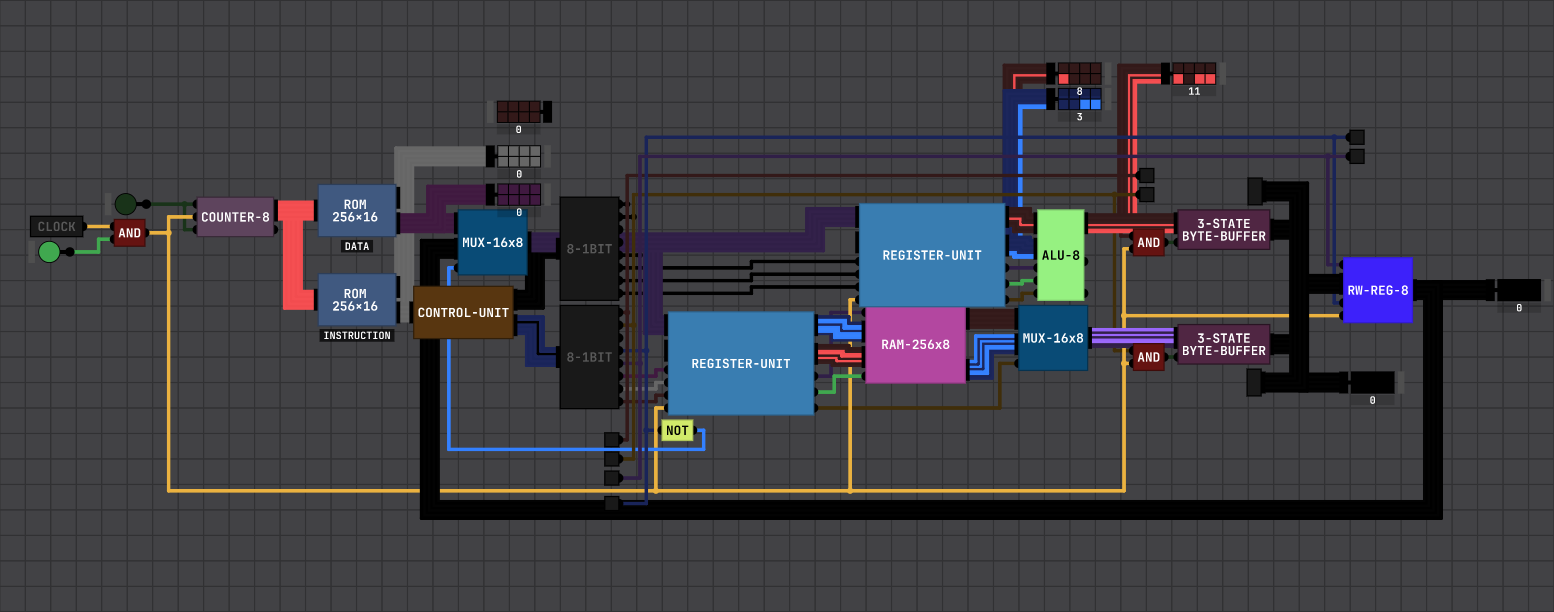 8
11
3
0
0
0
CLOCK
AND
COUNTER-8
ROM
256×16
DATA
ROM
256×16
INSTRUCTION
MUX-16x8
CONTROL-UNIT
8-1BIT
8-1BIT
REGISTER-UNIT
NOT
REGISTER-UNIT
RAM-256x8
ALU-8
MUX-16x8
AND
3-STATE
BYTE-BUFFER
AND
3-STATE
BYTE-BUFFER
RW-REG-8
0
0